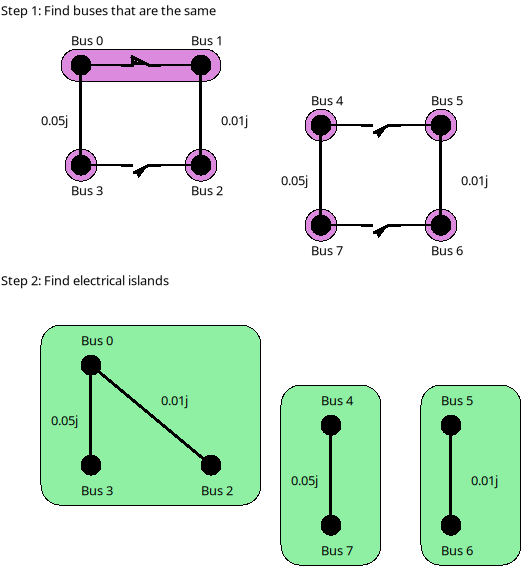 Step 1: Find buses that are the same
Bus 0
Bus 1
0.05j
0.01j
Bus 3
Bus 2
Bus 4
Bus 5
0.05j
0.01j
Bus 7
Bus 6
Step 2: Find electrical islands
Bus 0
0.01j
0.05j
Bus 3
Bus 2
Bus 4
0.05j
Bus 7
Bus 5
0.01j
Bus 6